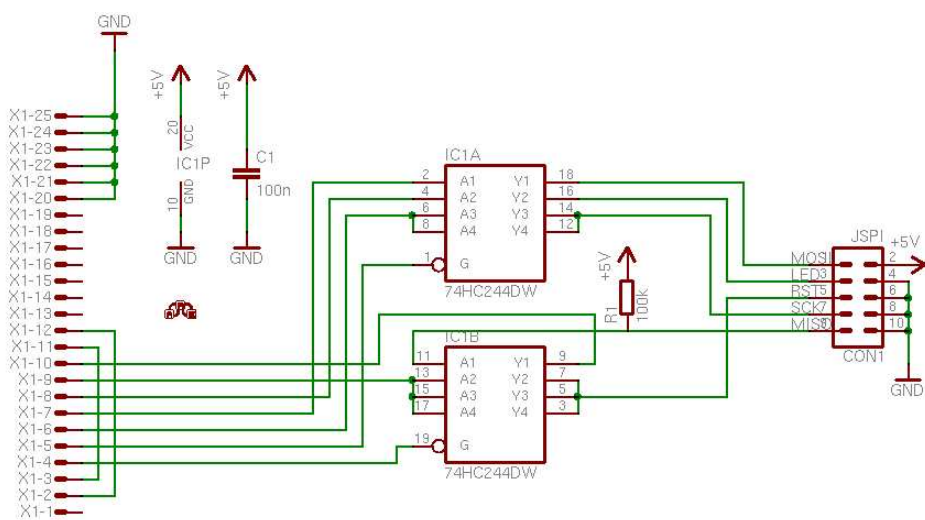 GND
+5V
+5V
X1-25
X1-24
X1-23
X1-22
X1-21
X1-20
X1-19
X1-18
X1-17
X1-16
X1-15
X1-14
X1-13
X1-12
X1-11
X1-10
X1-9
X1-8
X1-7
X1-6
X1-5
X1-4
X1-3
X1-2
X1-1
20
VCC
IC1P
GND
10
GND
C1
100n
GND
IC1A
2 A1 Y1 18
4 A2 Y2 16
6 A3 Y3 14
8 A4 Y4 12
1 G
74HC244DW
+5V
R1
100k
IC1B
11 A1 Y1 9
13 A2 Y2 7
15 A3 Y3 5
17 A4 Y4 3
19 G
74HC244DW
JSPI
+5V
MOSI 2
LED 3 4
RST 5 6
SCK 7 8
MISO 10
CON1
GND